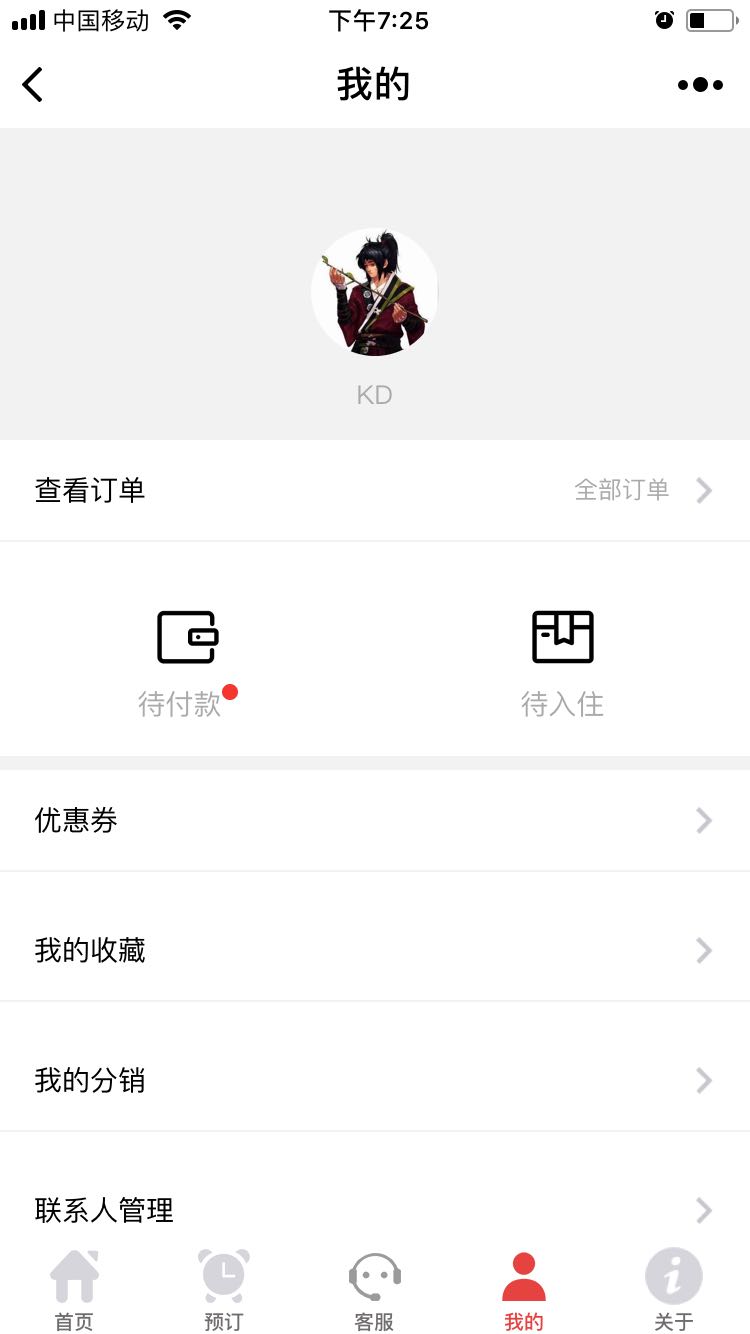 中国移动
下午7:25
我的
KD
查看订单
全部订单
待付款
待入住
优惠券
我的收藏
我的分销
联系人管理
首页
预订
客服
我的
关于